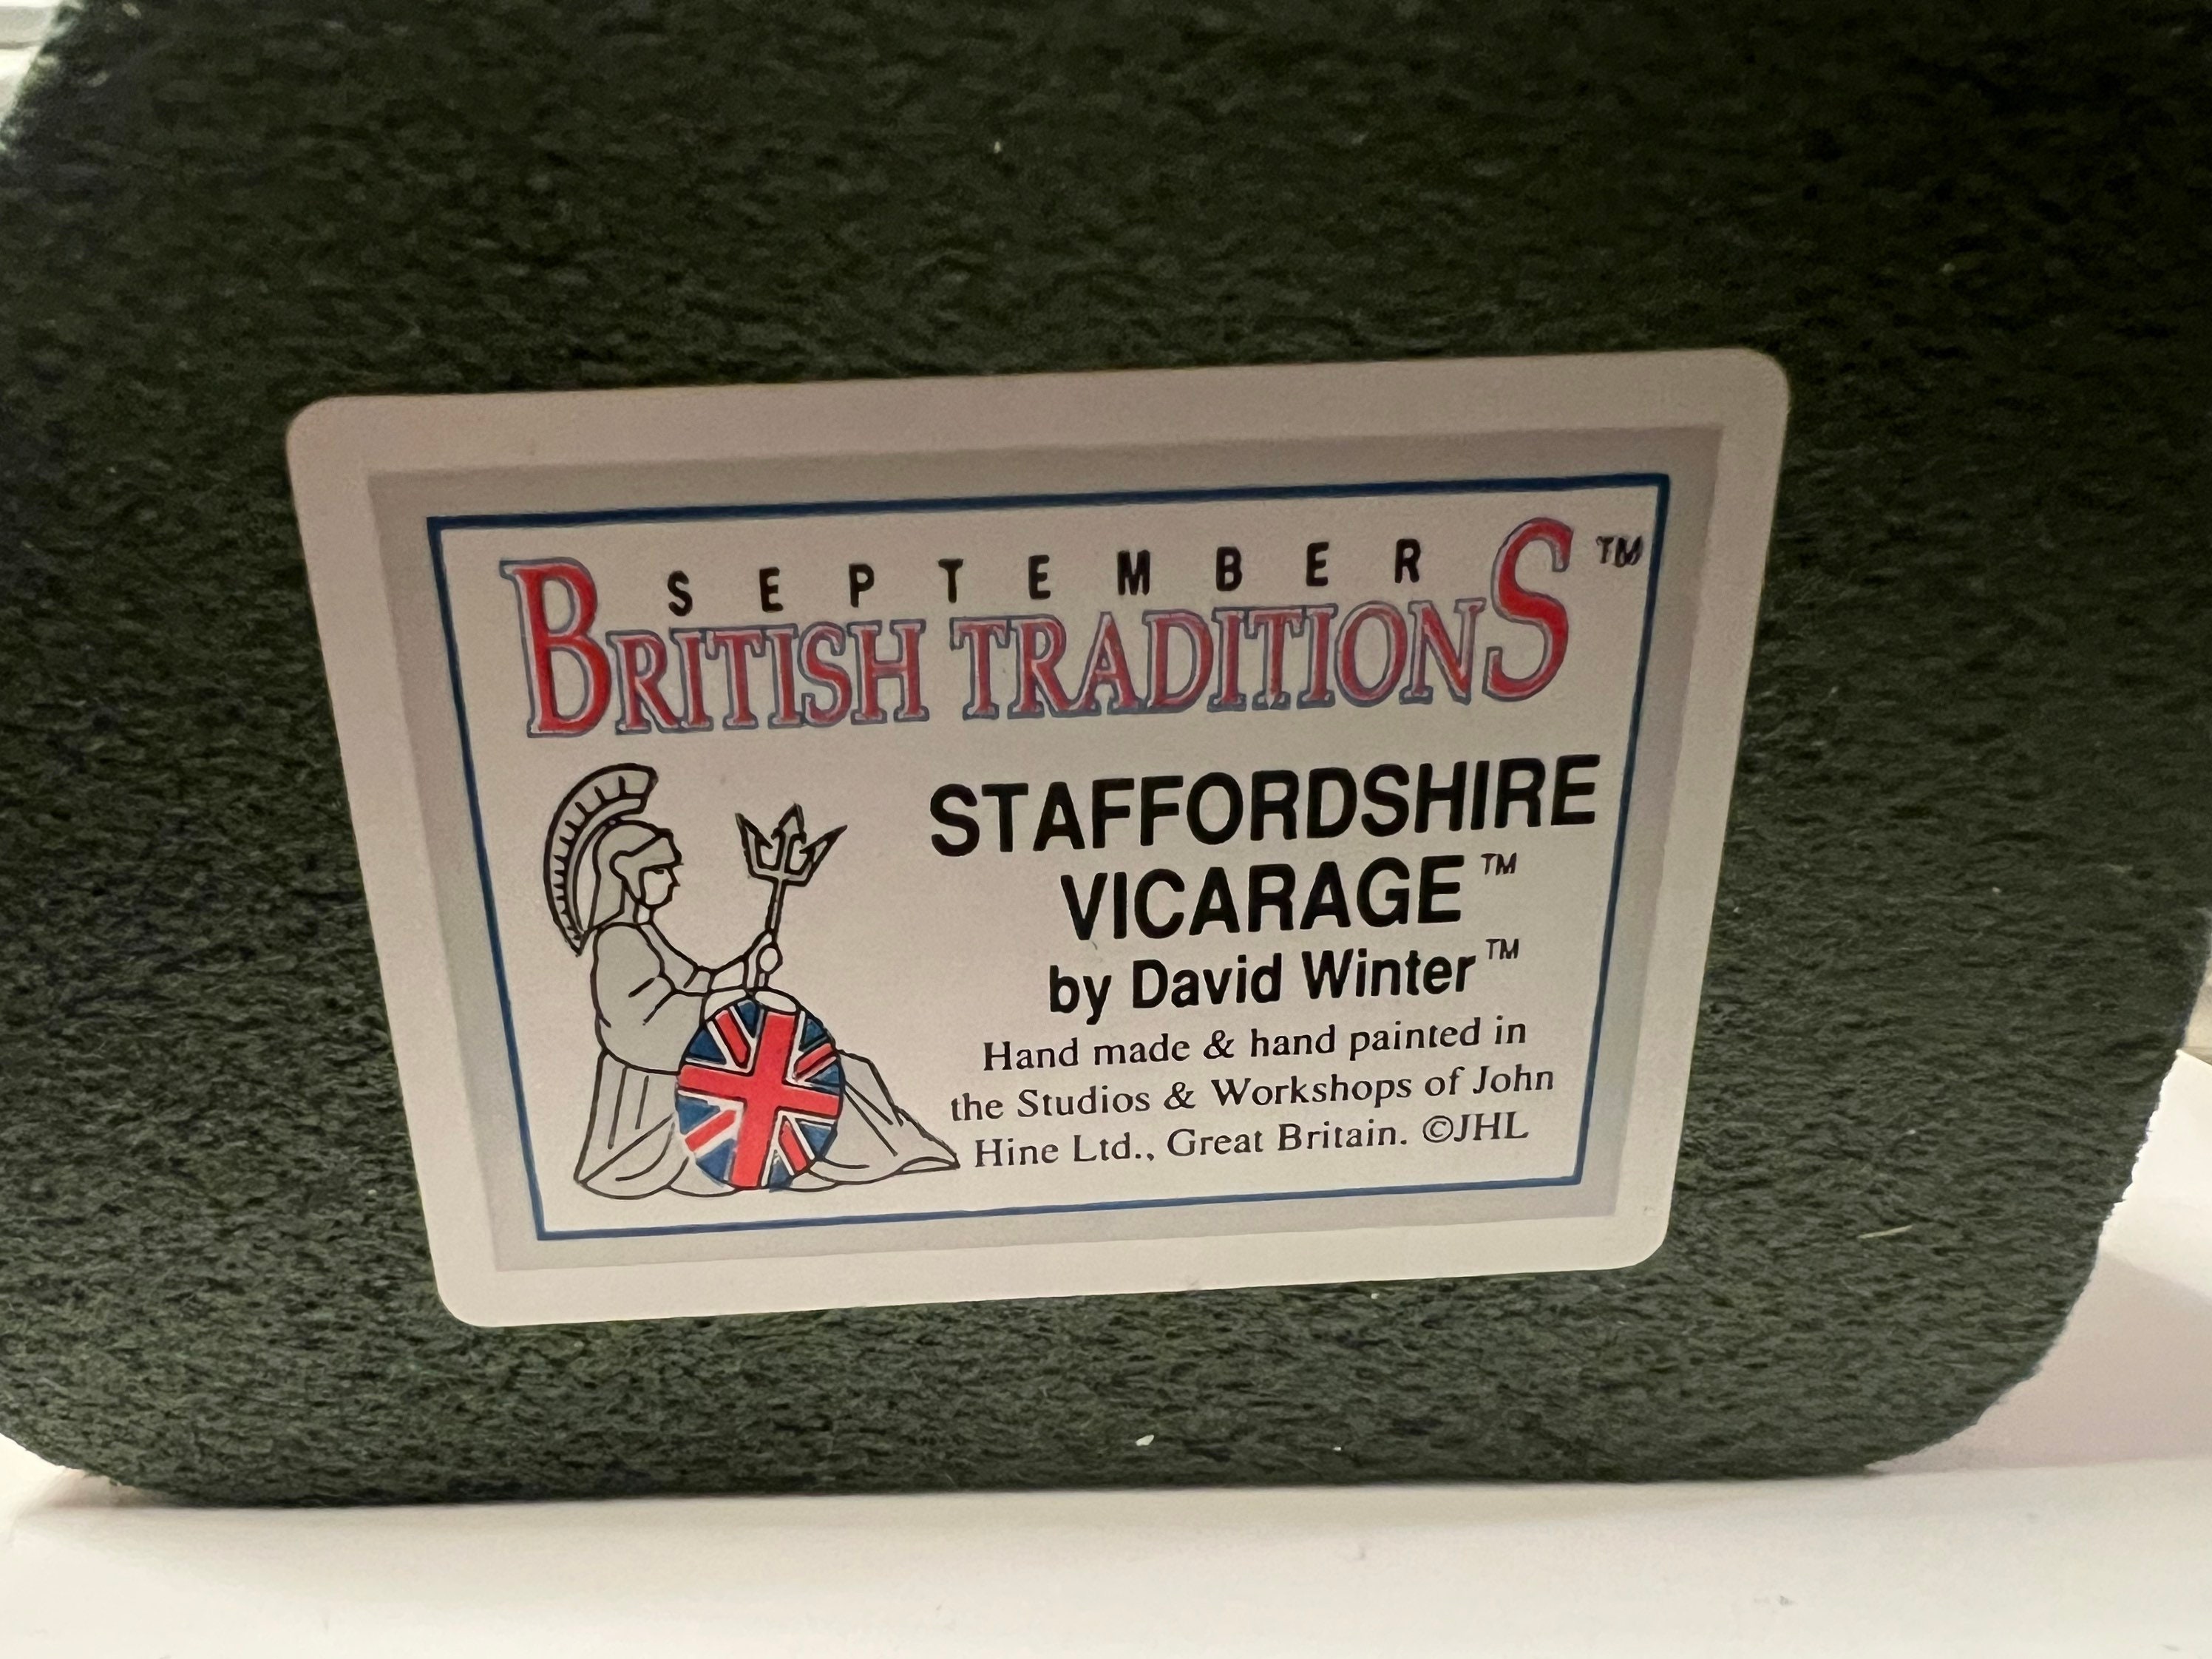 SEPTEMBER
BRITISH TRADITIONS™
STAFFORDSHIRE
VICARAGE™
by David Winter™
Hand made & hand painted in
the Studios & Workshops of John
Hine Ltd., Great Britain. ©JHL